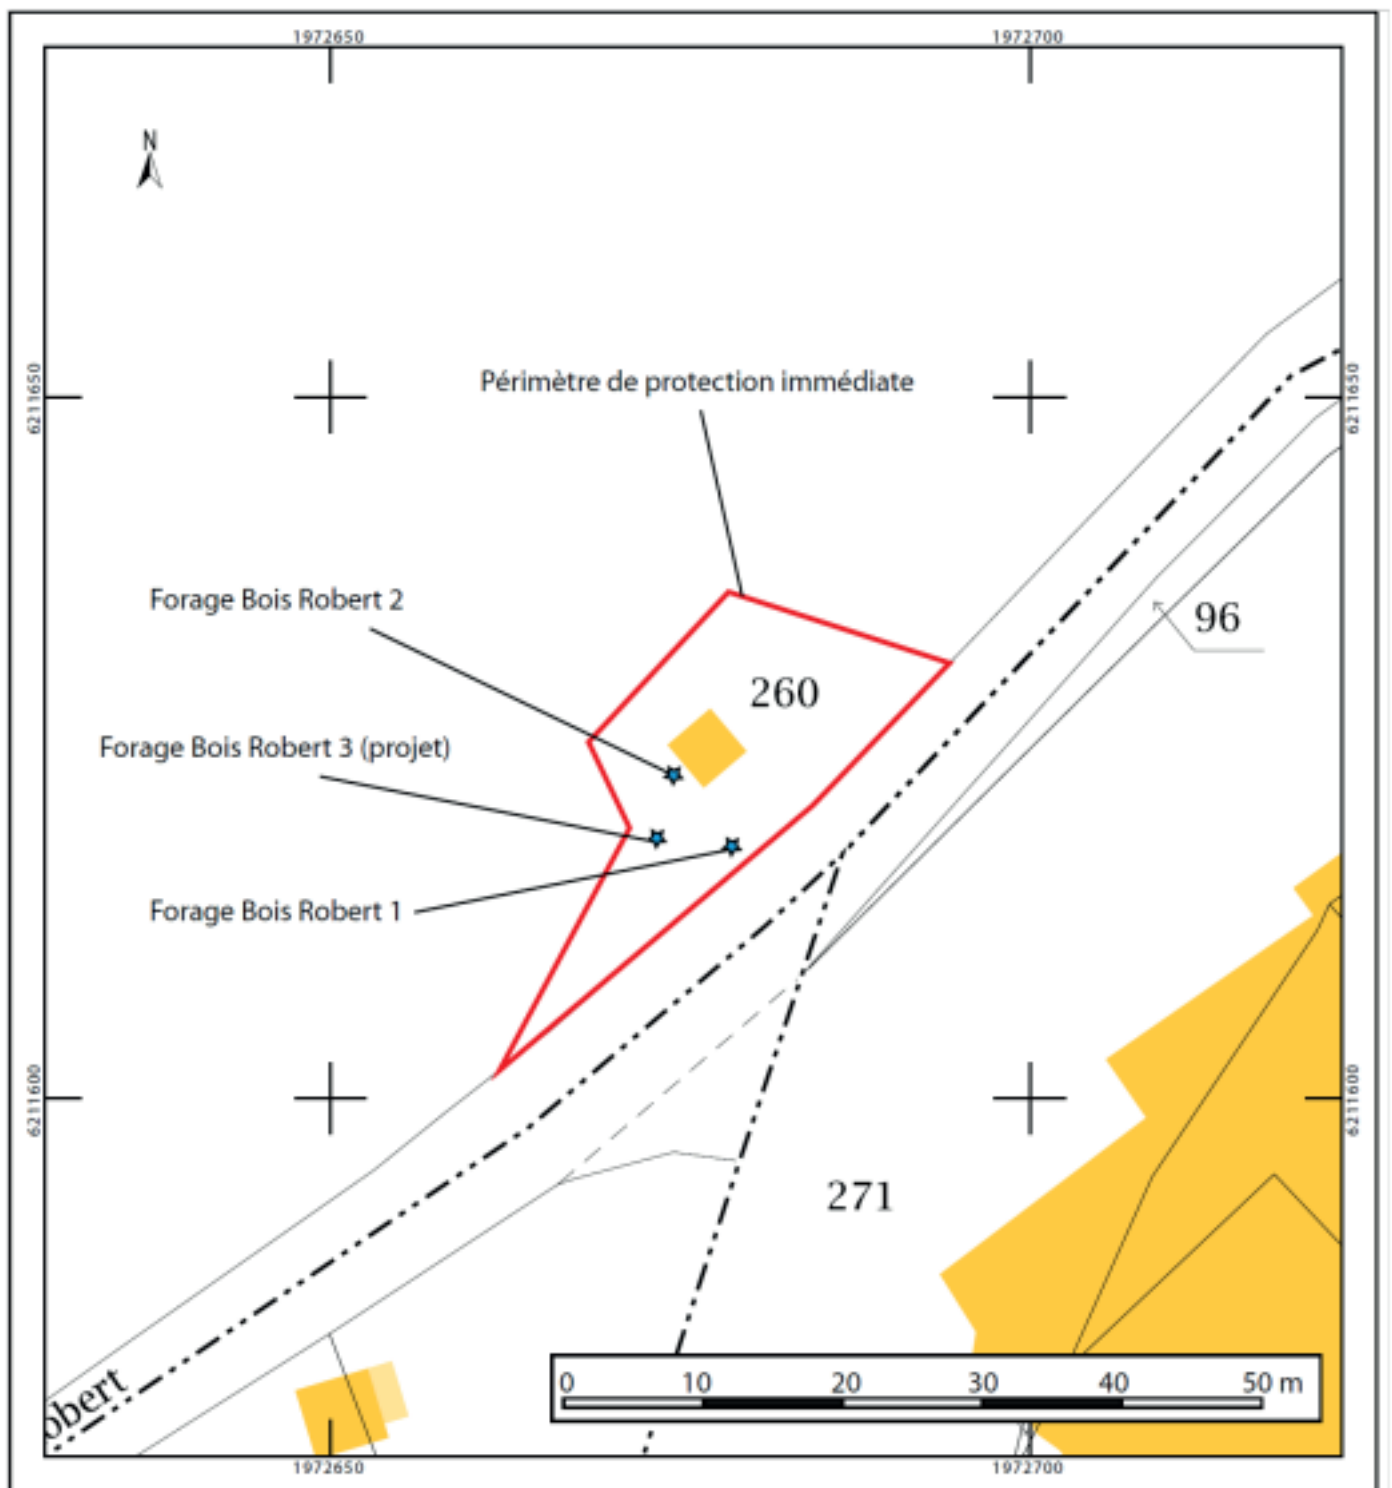 1972650
1972700
N
6211650
6211650
Périmètre de protection immédiate
Forage Bois Robert 2
96
260
Forage Bois Robert 3 (projet)
Forage Bois Robert 1
6211600
6211600
271
0 10 20 30 40 50 m
obert
1972650
1972700